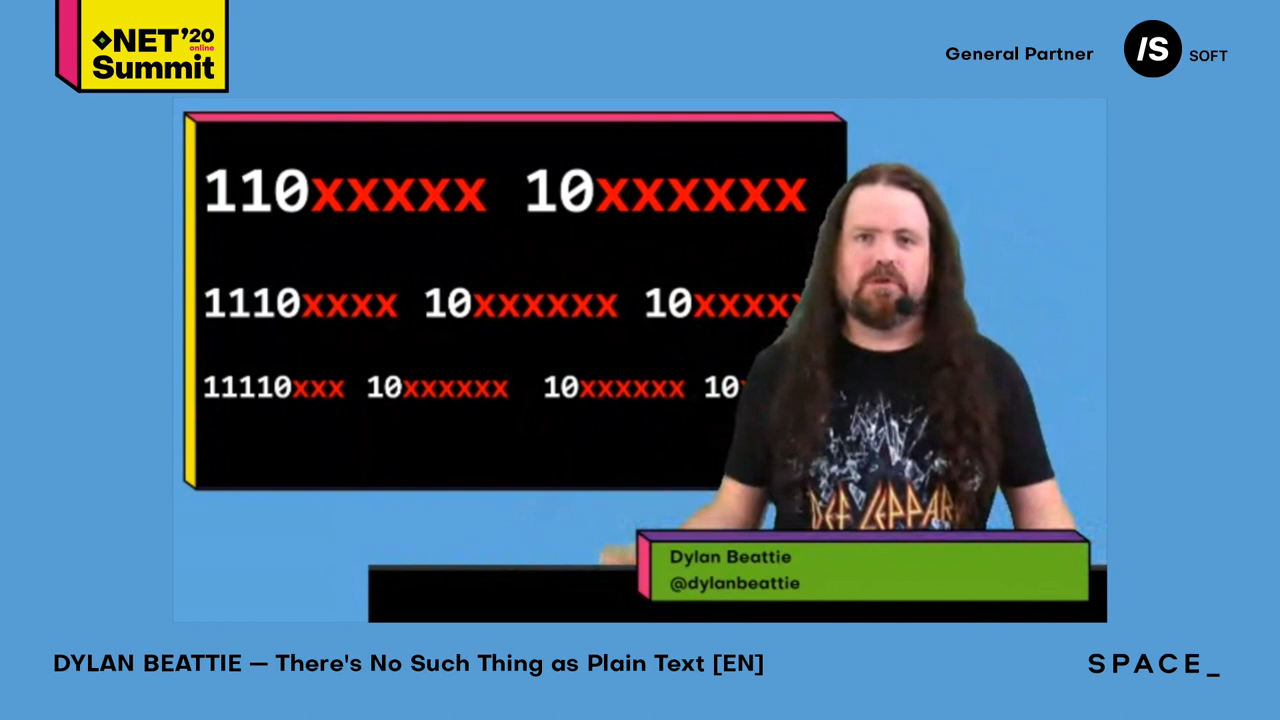 NET'20
online
Summit
General Partner
/S SOFT
110xxxxx 10xxxxxx
1110xxxx 10xxxxxx 10xxxxx
11110xxx 10xxxxxx 10xxxxxx 10
DEF LEPPARD
Dylan Beattie
@dylanbeattie
DYLAN BEATTIE — There's No Such Thing as Plain Text [EN]
SPACE_